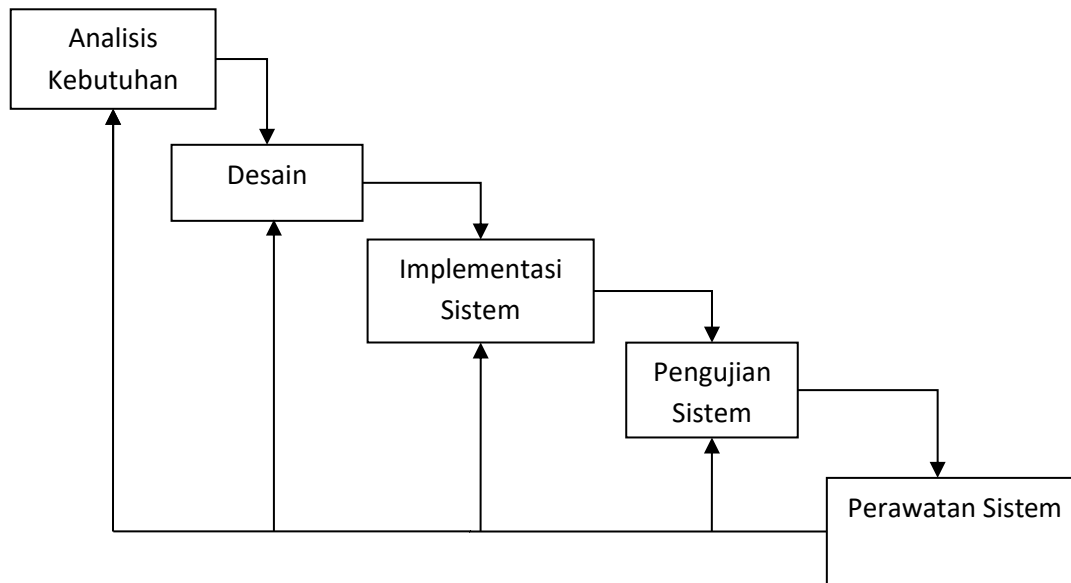 Analisis
Kebutuhan
Desain
Implementasi
Sistem
Pengujian
Sistem
Perawatan Sistem